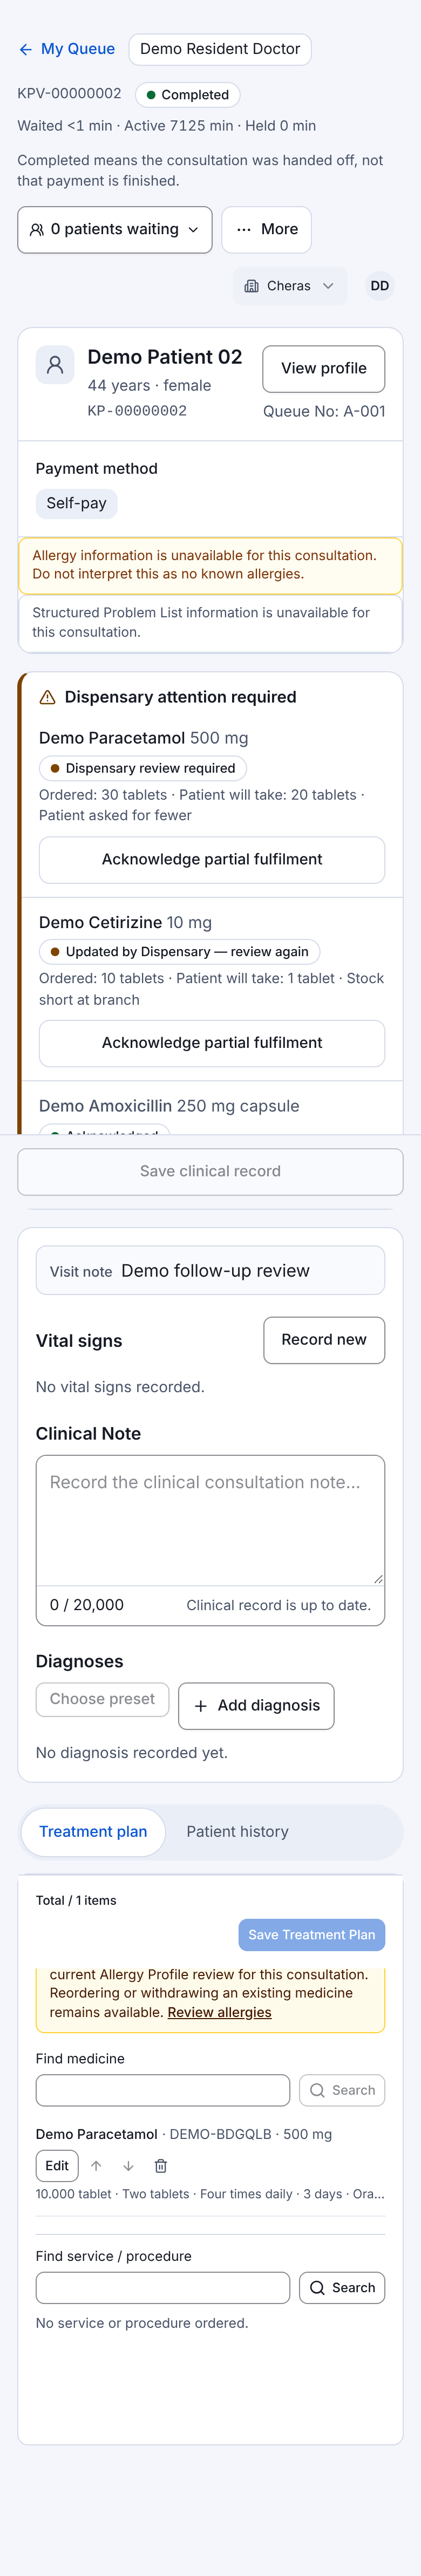 My Queue
Demo Resident Doctor
KPV-00000002
Completed
Waited <1 min · Active 7125 min · Held 0 min
Completed means the consultation was handed off, not
that payment is finished.
0 patients waiting
More
Cheras
DD
Demo Patient 02
View profile
44 years · female
KP-00000002
Queue No: A-001
Payment method
Self-pay
Allergy information is unavailable for this consultation.
Do not interpret this as no known allergies.
Structured Problem List information is unavailable for
this consultation.
Dispensary attention required
Demo Paracetamol 500 mg
Dispensary review required
Ordered: 30 tablets · Patient will take: 20 tablets ·
Patient asked for fewer
Acknowledge partial fulfilment
Demo Cetirizine 10 mg
Updated by Dispensary — review again
Ordered: 10 tablets · Patient will take: 1 tablet · Stock
short at branch
Acknowledge partial fulfilment
Demo Amoxicillin 250 mg capsule
Acknowledged
Save clinical record
Visit note Demo follow-up review
Vital signs
Record new
No vital signs recorded.
Clinical Note
Record the clinical consultation note...
0 / 20,000
Clinical record is up to date.
Diagnoses
Choose preset
Add diagnosis
No diagnosis recorded yet.
Treatment plan
Patient history
Total / 1 items
Save Treatment Plan
current Allergy Profile review for this consultation.
Reordering or withdrawing an existing medicine
remains available. Review allergies
Find medicine
Search
Demo Paracetamol · DEMO-BDGQLB · 500 mg
Edit
10.000 tablet · Two tablets · Four times daily · 3 days · Ora...
Find service / procedure
Search
No service or procedure ordered.